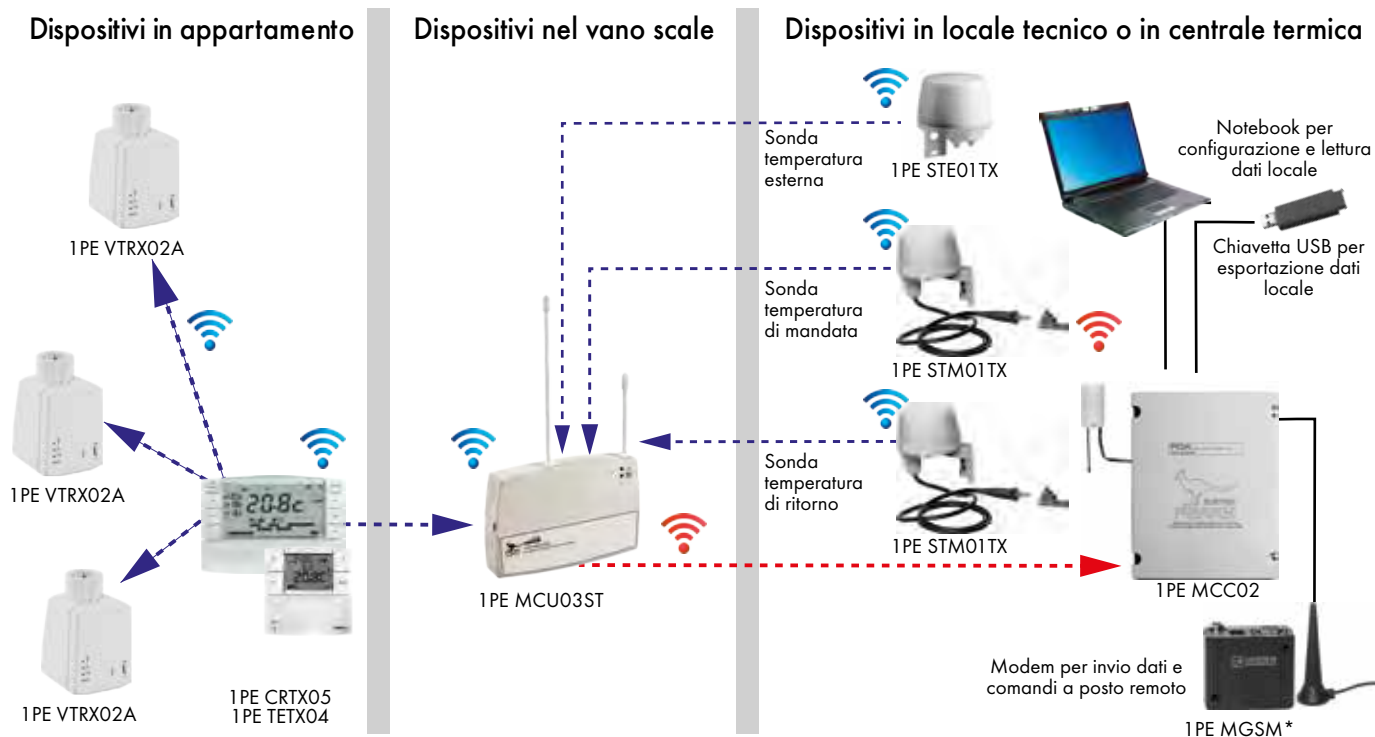 Dispositivi in appartamento
Dispositivi nel vano scale
Dispositivi in locale tecnico o in centrale termica
1PE VTRX02A
1PE VTRX02A
1PE VTRX02A
20.8c
20.8c
1PE CRTX05
1PE TETX04
1PE MCU03ST
Sonda
temperatura
esterna
1PE STE01TX
Sonda
temperatura
di mandata
1PE STM01TX
Sonda
temperatura
di ritorno
1PE STM01TX
Notebook per
configurazione e lettura
dati locale
Chiavetta USB per
esportazione dati
locale
1PE MCC02
Modem per invio dati e
comandi a posto remoto
1PE MGSM*